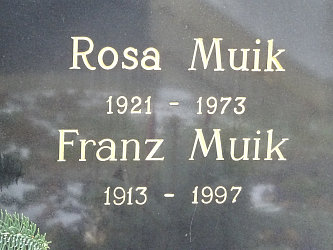 Rosa Muik
1921 - 1973
Franz Muik
1913 - 1997